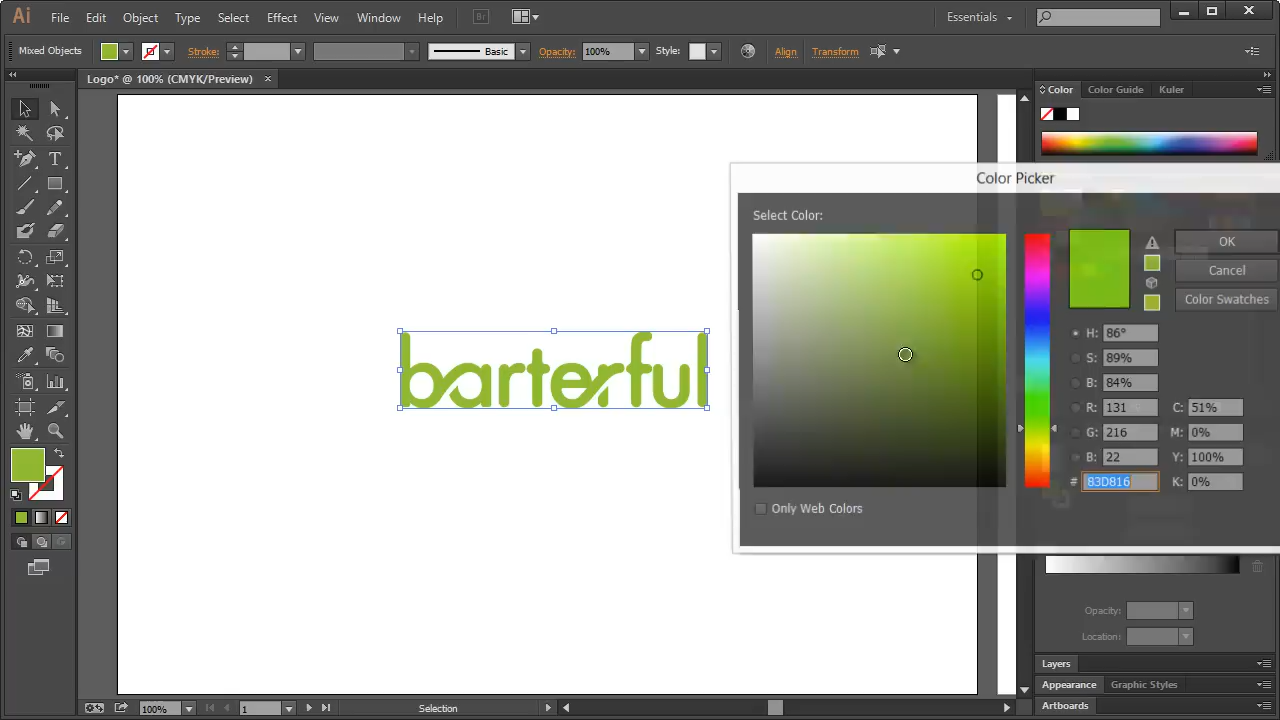 Ai File Edit Object Type Select Effect View Window Help Br Essentials
Mixed Objects Stroke: Basic Opacity: 100% Style: Align Transform
Logo* @ 100% (CMYK/Preview) ×
Color Color Guide Kuler
Color Picker
Select Color:
OK
Cancel
Color Swatches
H: 86°
S: 89%
B: 84%
R: 131 C: 51%
G: 216 M: 0%
B: 22 Y: 100%
# 83D816 K: 0%
Only Web Colors
barterful
Opacity:
Location:
Layers
Appearance Graphic Styles
Artboards
100% 1 Selection